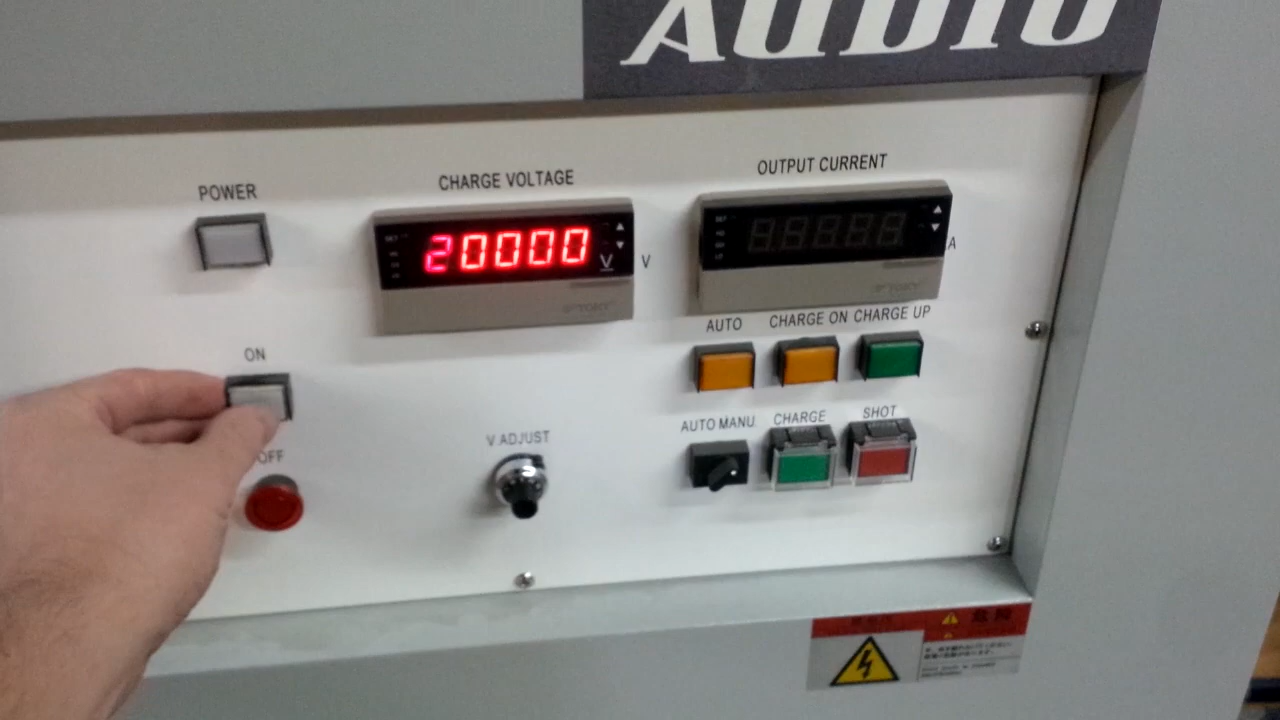 AUDIO
OUTPUT CURRENT
CHARGE VOLTAGE
POWER
20000
V
V
A
AUTO
CHARGE ON
CHARGE UP
ON
AUTO MANU
CHARGE
SHOT
V ADJUST
OFF